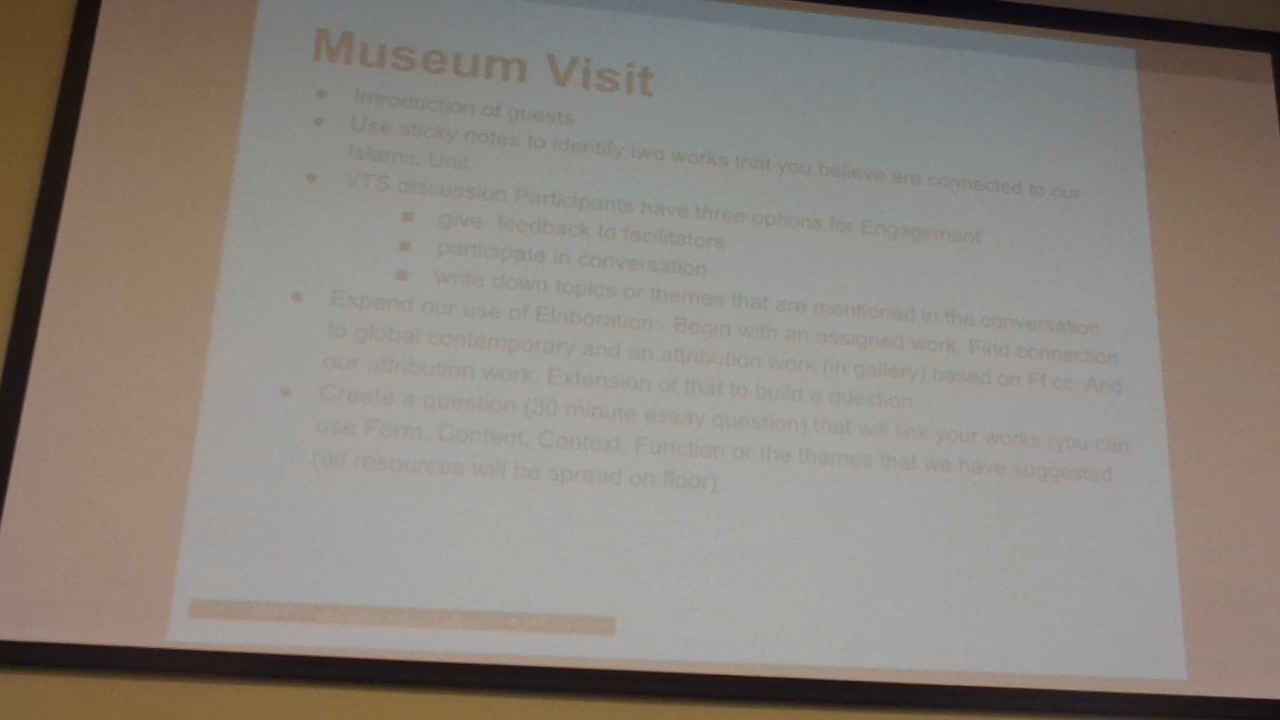 Museum Visit
• Introduction of guests
• Use sticky notes to identify two works that you believe are connected to our
Islamic Unit
• VTS discussion Participants have three options for Engagement
■ give feedback to facilitators
■ participate in conversation
■ write down topics or themes that are mentioned in the conversation
• Expand our use of Elaboration: Begin with an assigned work. Find connection
to global contemporary and an attribution work (in gallery) based on And
our attribution work. Extension of that to build a question.
• Create a question (30 minute essay question) that will link your works (you can
use Form, Content, Context, Function or the themes that we have suggested
(all resources will be spread on floor)